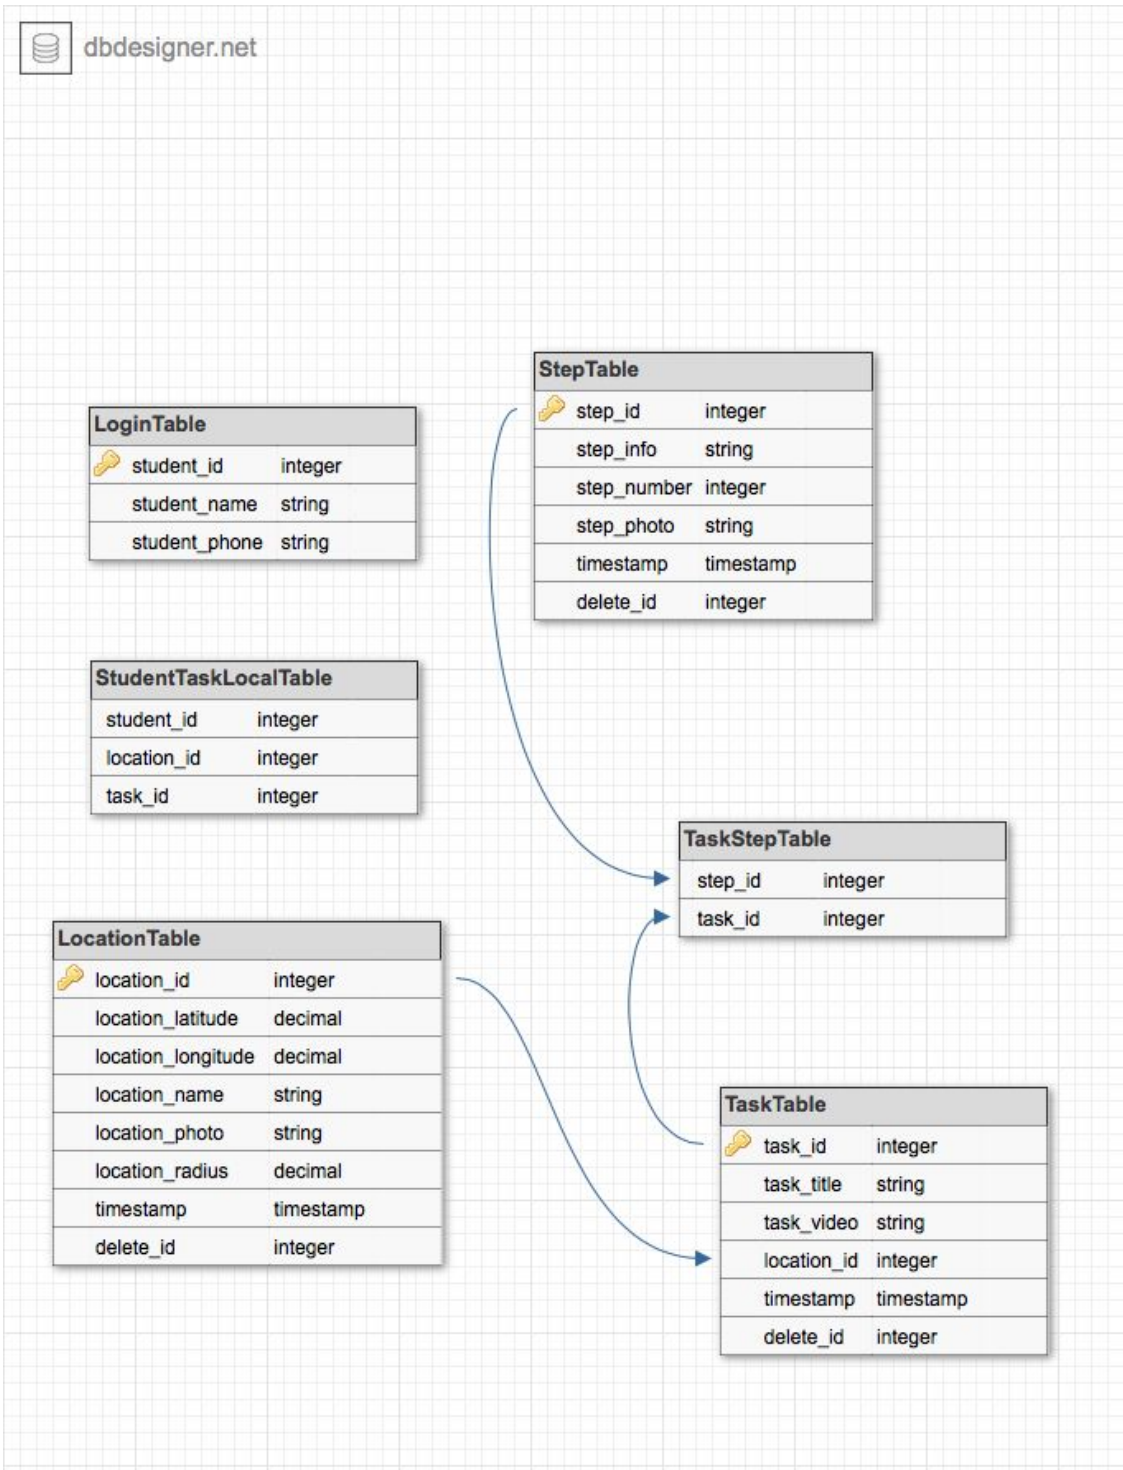 dbdesigner.net
StepTable
step_id integer
step_info string
step_number integer
step_photo string
timestamp timestamp
delete_id integer
LoginTable
student_id integer
student_name string
student_phone string
StudentTaskLocalTable
student_id integer
location_id integer
task_id integer
TaskStepTable
step_id integer
task_id integer
LocationTable
location_id integer
location_latitude decimal
location_longitude decimal
location_name string
location_photo string
location_radius decimal
timestamp timestamp
delete_id integer
TaskTable
task_id integer
task_title string
task_video string
location_id integer
timestamp timestamp
delete_id integer